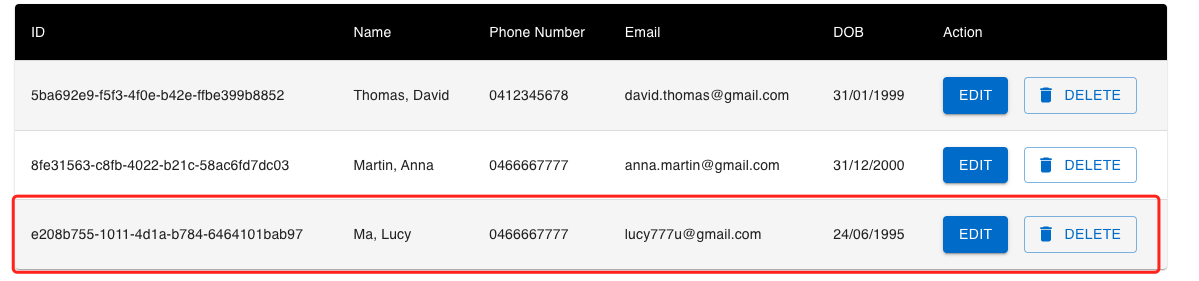 ID Name Phone Number Email DOB Action
5ba692e9-f5f3-4f0e-b42e-ffbe399b8852 Thomas, David 0412345678 david.thomas@gmail.com 31/01/1999 EDIT DELETE
8fe31563-c8fb-4022-b21c-58ac6fd7dc03 Martin, Anna 0466667777 anna.martin@gmail.com 31/12/2000 EDIT DELETE
e208b755-1011-4d1a-b784-6464101bab97 Ma, Lucy 0466667777 lucy777u@gmail.com 24/06/1995 EDIT DELETE